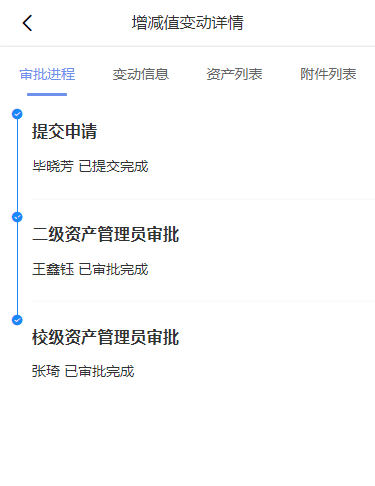 增减值变动详情
审批进程 变动信息 资产列表 附件列表
提交申请
毕晓芳 已提交完成
二级资产管理员审批
王鑫钰 已审批完成
校级资产管理员审批
张琦 已审批完成